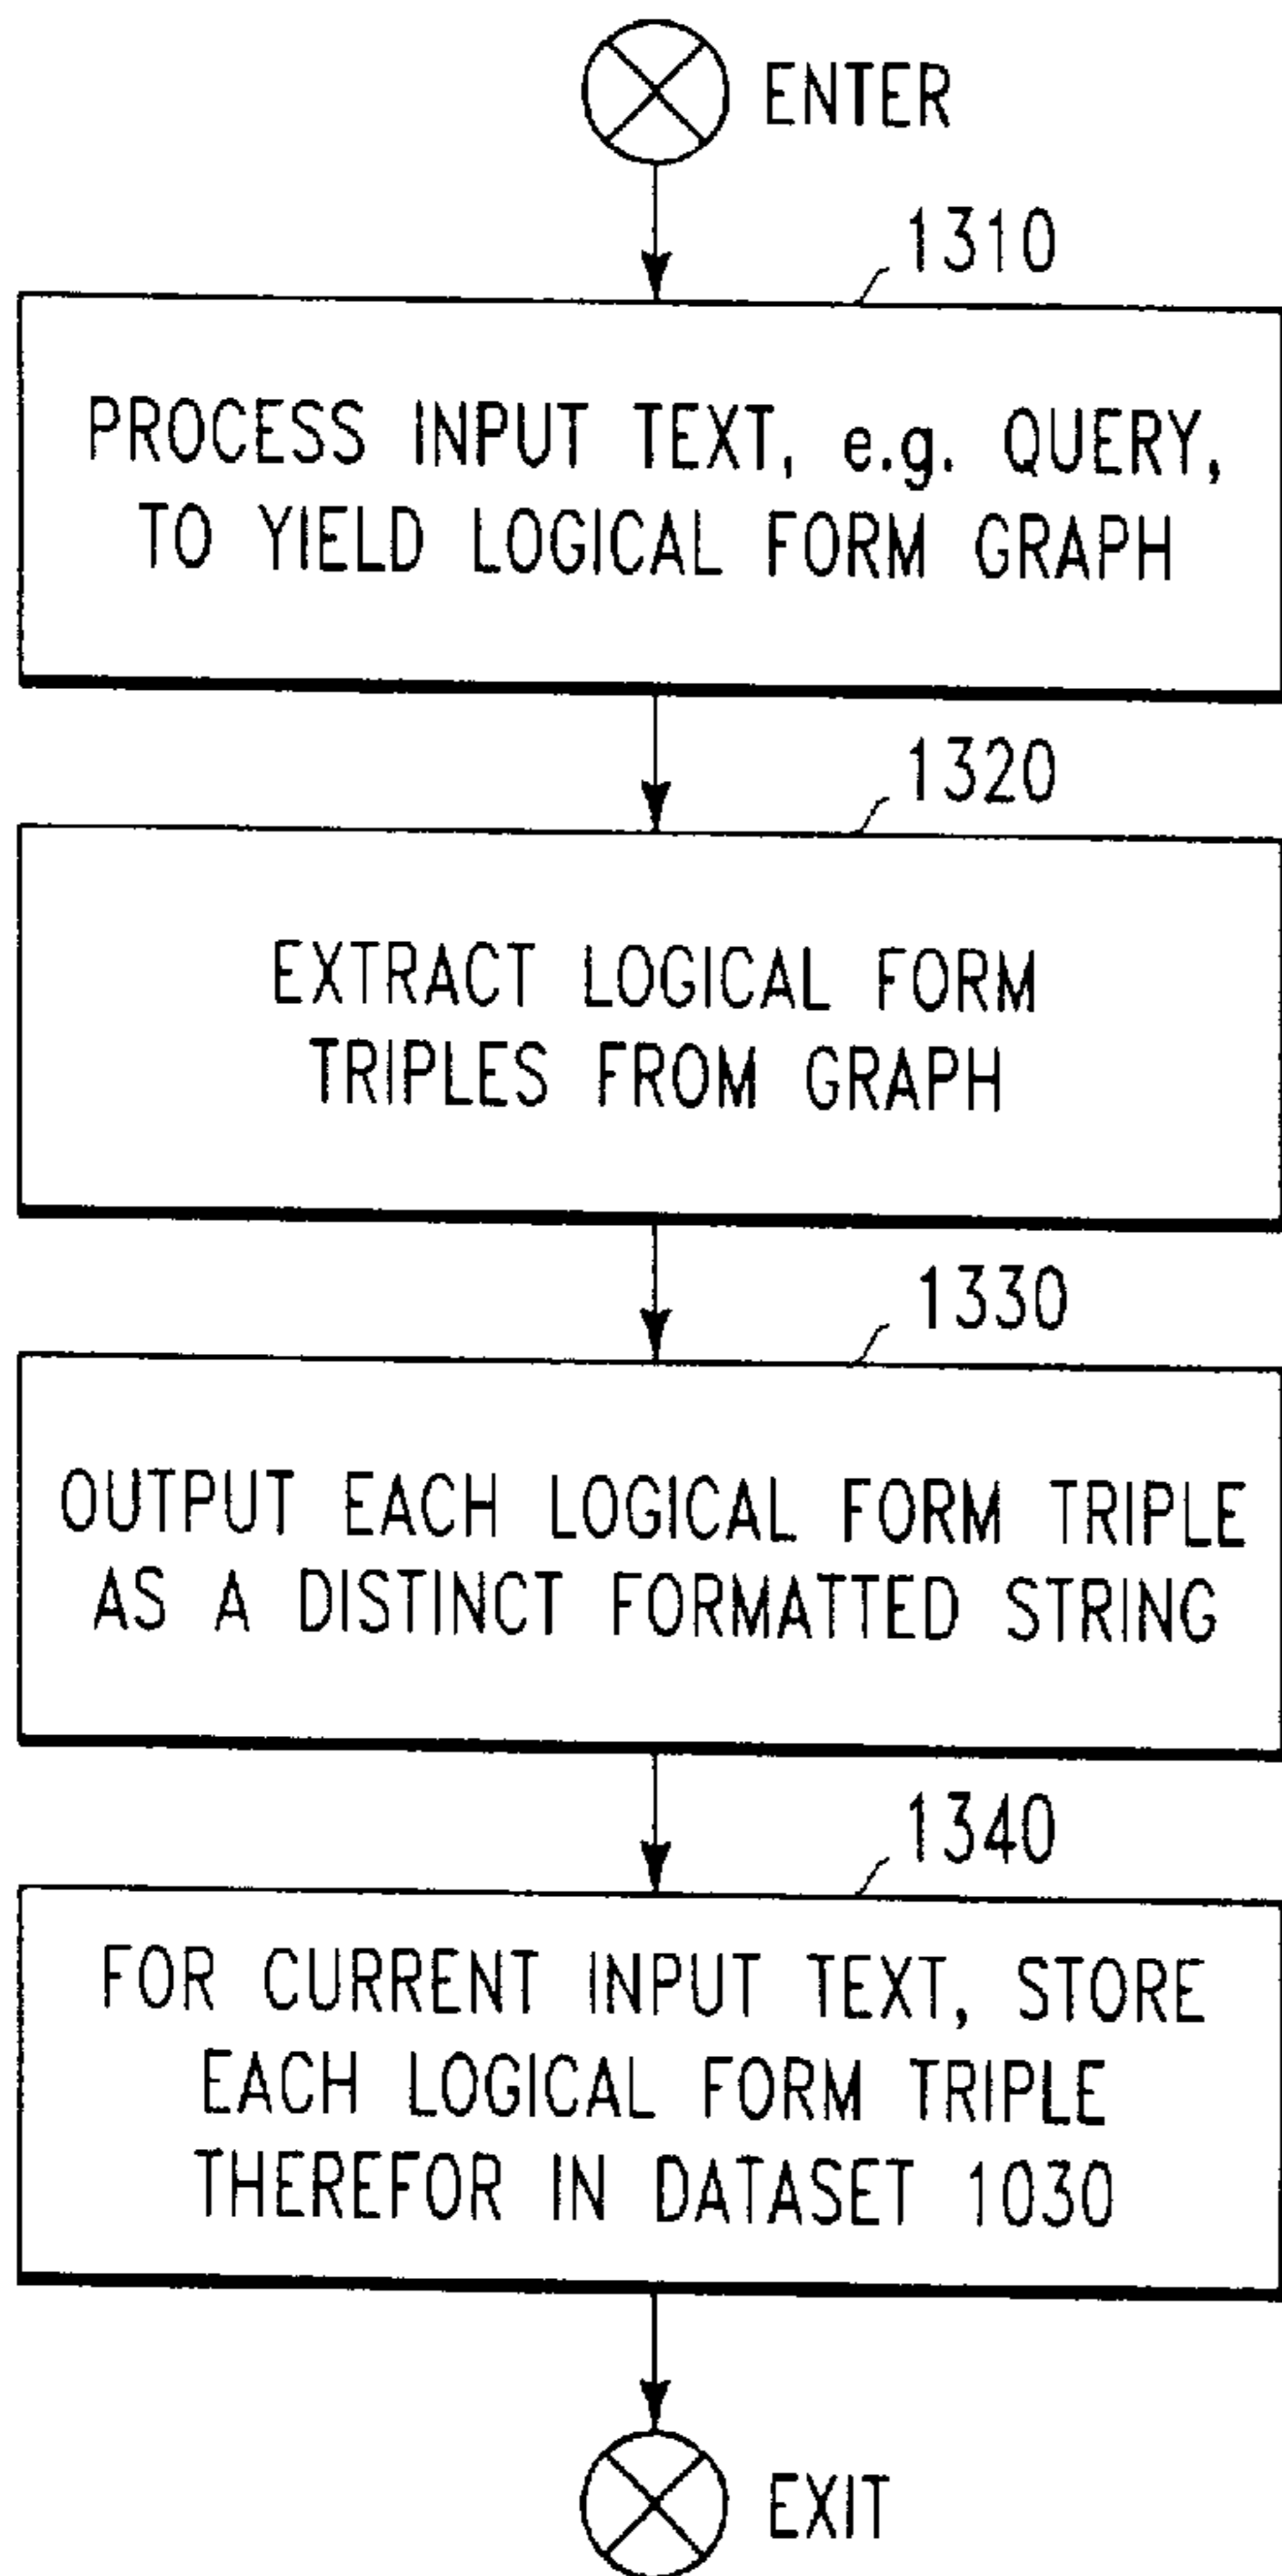 ENTER
1310
PROCESS INPUT TEXT, e.g. QUERY,
TO YIELD LOGICAL FORM GRAPH
1320
EXTRACT LOGICAL FORM
TRIPLES FROM GRAPH
1330
OUTPUT EACH LOGICAL FORM TRIPLE
AS A DISTINCT FORMATTED STRING
1340
FOR CURRENT INPUT TEXT, STORE
EACH LOGICAL FORM TRIPLE
THEREFOR IN DATASET 1030
EXIT